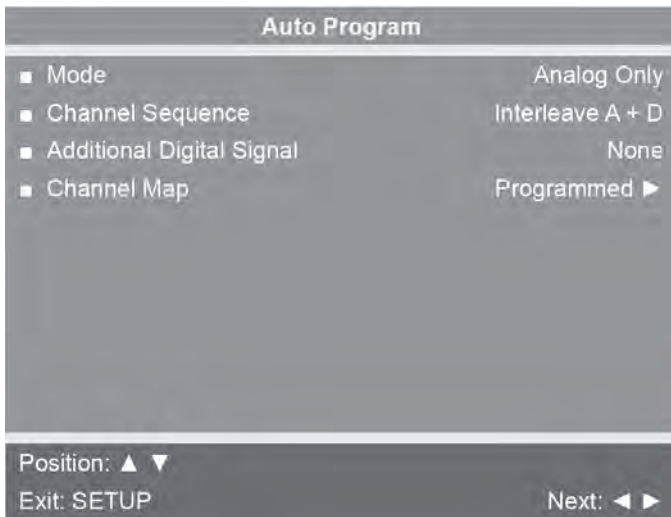 Auto Program
■ Mode Analog Only
■ Channel Sequence Interleave A + D
■ Additional Digital Signal None
■ Channel Map Programmed ►
Position: ▲ ▼
Exit: SETUP Next: ◄ ►